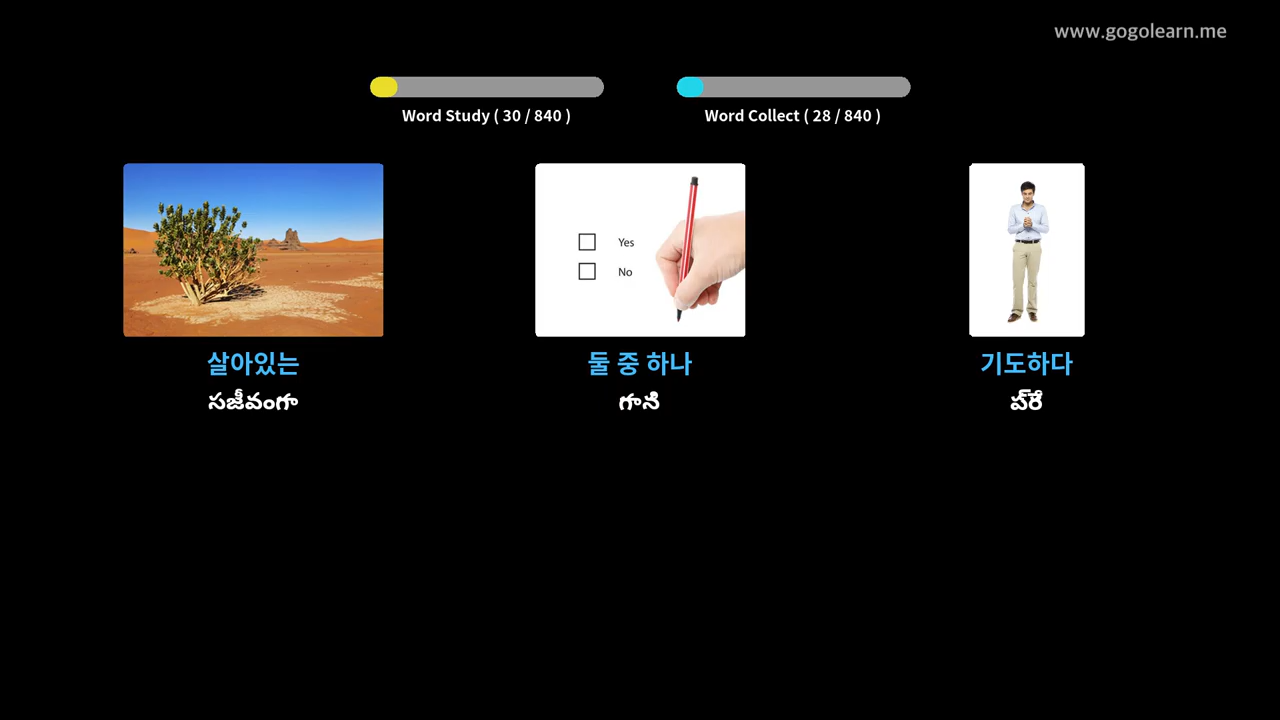 www.gogolearn.me
Word Study ( 30 / 840 )
Word Collect ( 28 / 840 )
Yes
No
살아있는
둘 중 하나
기도하다
సజీవంగా
గాని
ప్రే